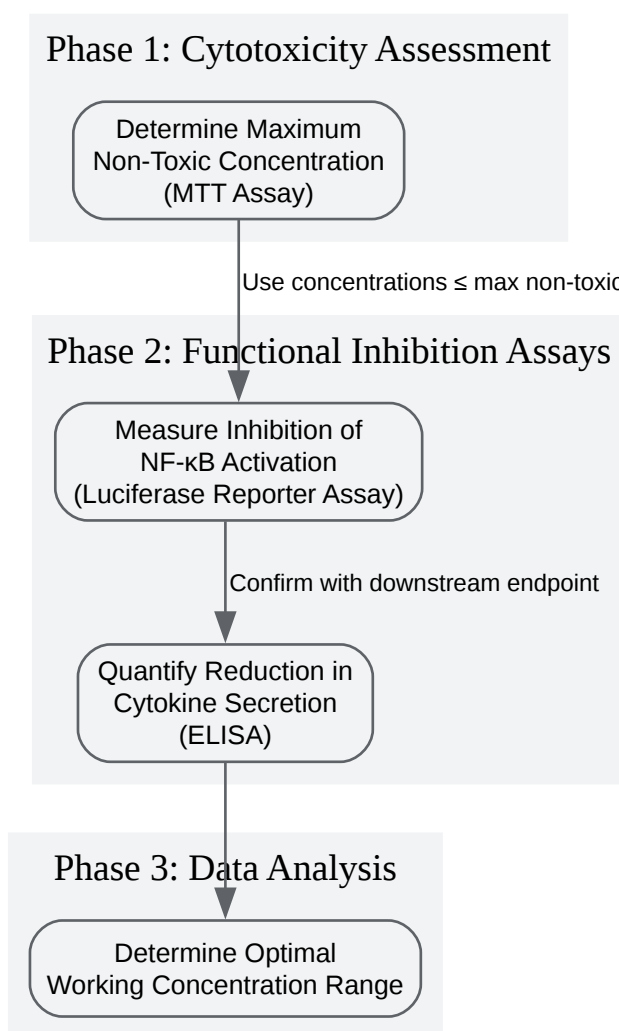 Phase 1: Cytotoxicity Assessment
Determine Maximum
Non-Toxic Concentration
(MTT Assay)
Use concentrations ≤ max non-toxic
Phase 2: Functional Inhibition Assays
Measure Inhibition of
NF-κB Activation
(Luciferase Reporter Assay)
Confirm with downstream endpoint
Quantify Reduction in
Cytokine Secretion
(ELISA)
Phase 3: Data Analysis
Determine Optimal
Working Concentration Range